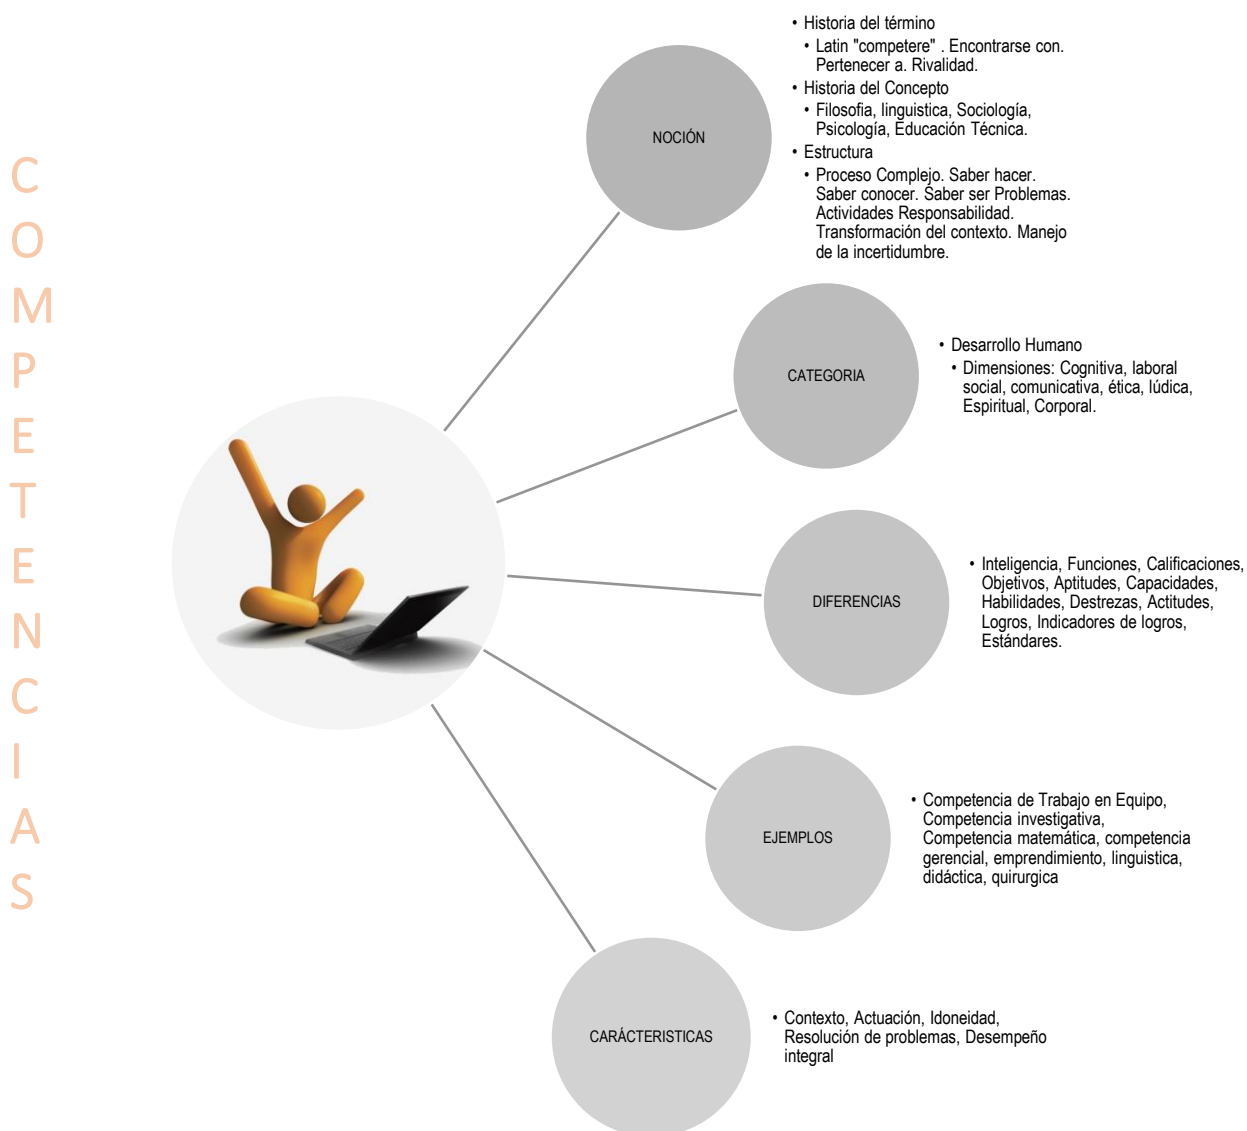 C
O
M
P
E
T
E
N
C
I
A
S
NOCIÓN
• Historia del término
• Latin "competere" . Encontrarse con.
Pertenecer a. Rivalidad.
• Historia del Concepto
• Filosofia, linguistica, Sociología,
Psicología, Educación Técnica.
• Estructura
• Proceso Complejo. Saber hacer.
Saber conocer. Saber ser Problemas.
Actividades Responsabilidad.
Transformación del contexto. Manejo
de la incertidumbre.
CATEGORIA
• Desarrollo Humano
• Dimensiones: Cognitiva, laboral
social, comunicativa, ética, lúdica,
Espiritual, Corporal.
DIFERENCIAS
• Inteligencia, Funciones, Calificaciones,
Objetivos, Aptitudes, Capacidades,
Habilidades, Destrezas, Actitudes,
Logros, Indicadores de logros,
Estándares.
EJEMPLOS
• Competencia de Trabajo en Equipo,
Competencia investigativa,
Competencia matemática, competencia
gerencial, emprendimiento, linguistica,
didáctica, quirurgica
CARÁCTERISTICAS
• Contexto, Actuación, Idoneidad,
Resolución de problemas, Desempeño
integral